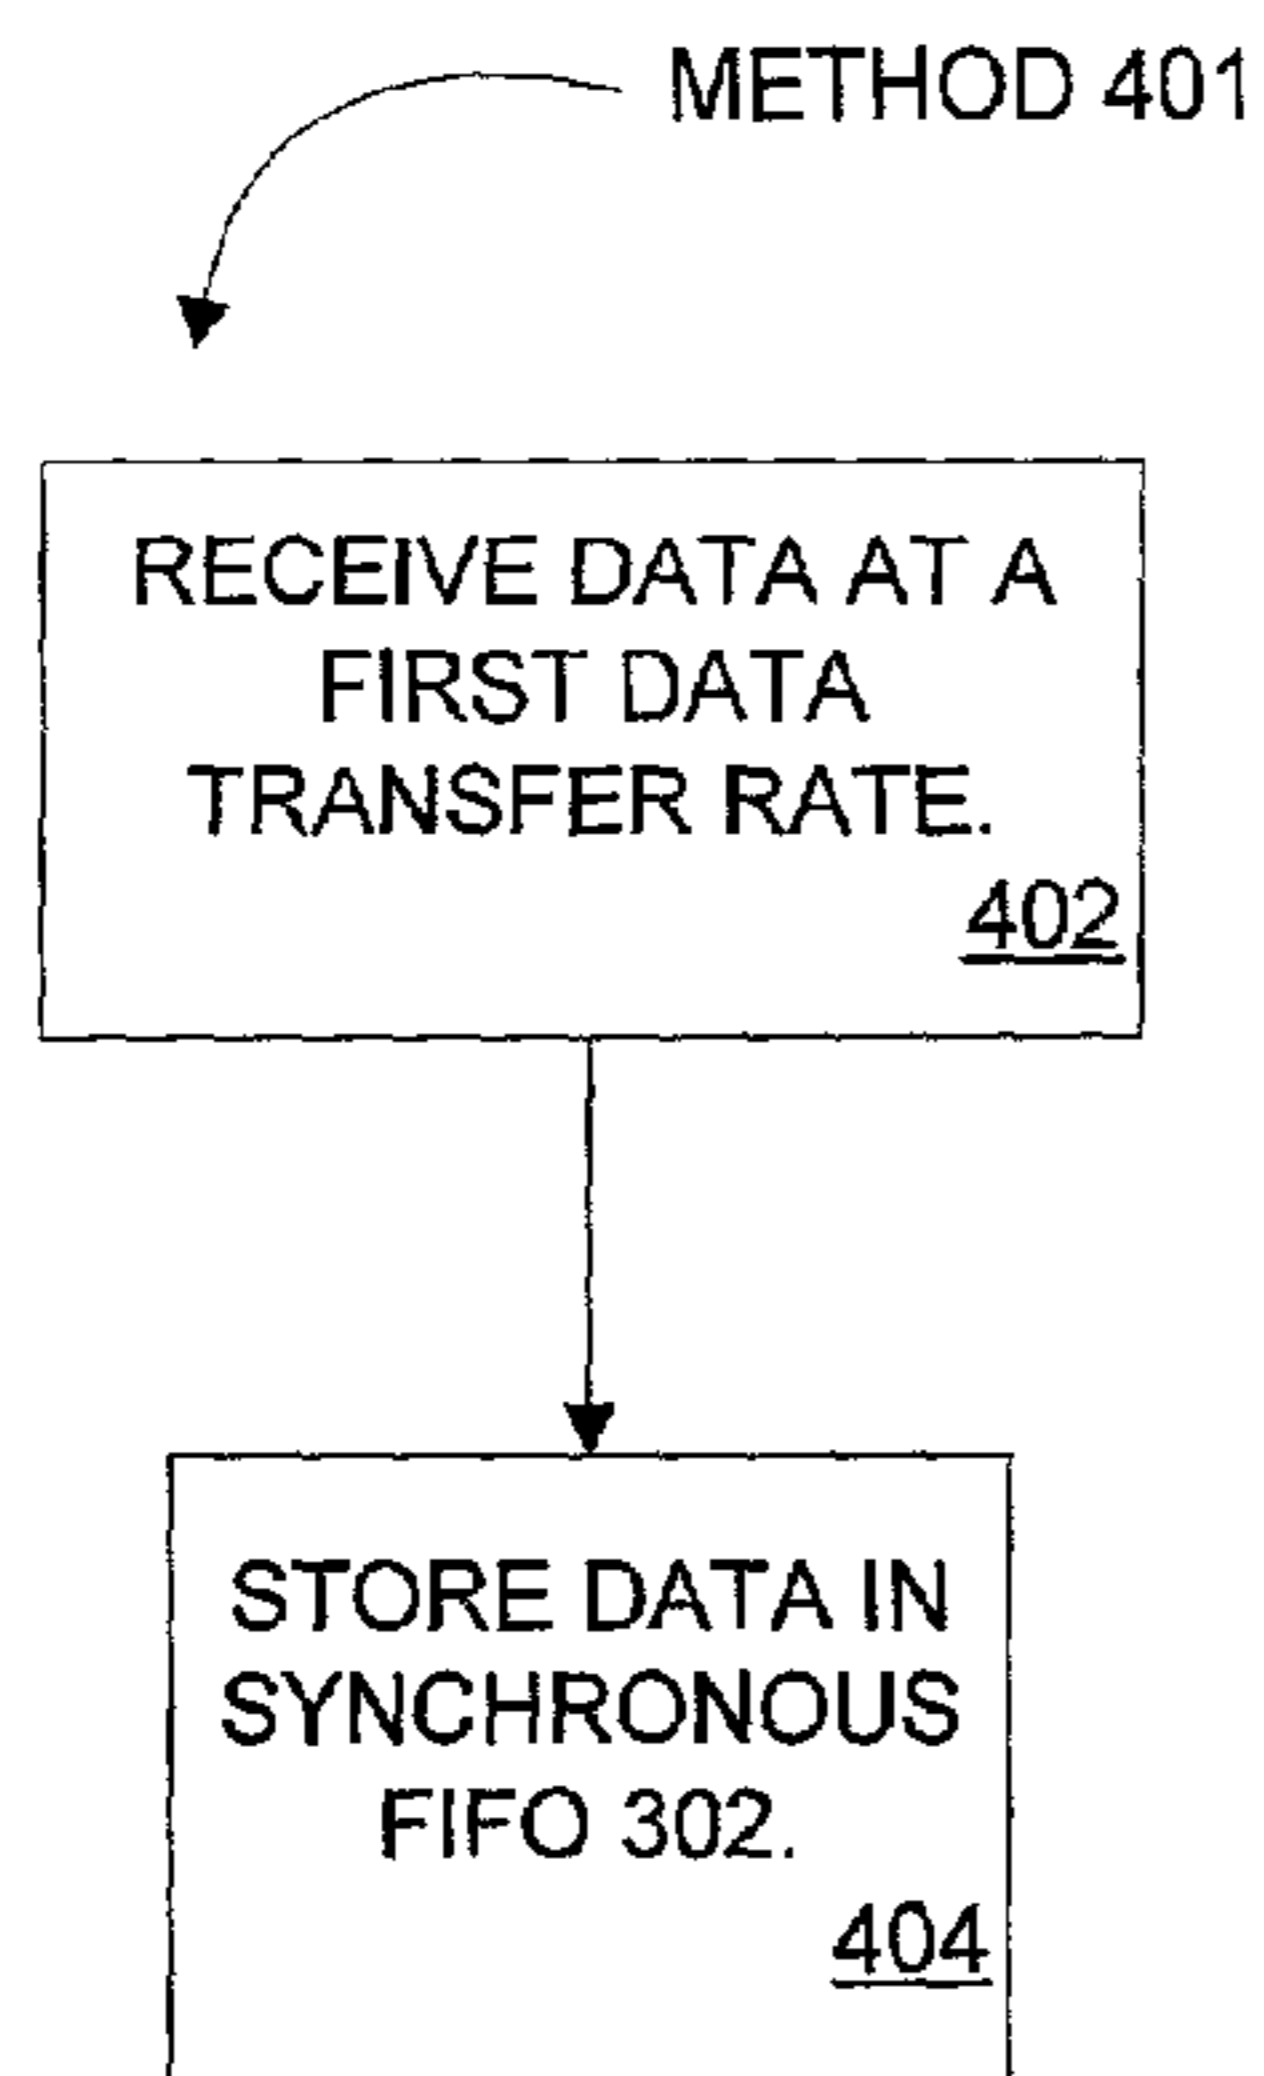 METHOD 401
RECEIVE DATA AT A
FIRST DATA
TRANSFER RATE.
402
STORE DATA IN
SYNCHRONOUS
FIFO 302.
404